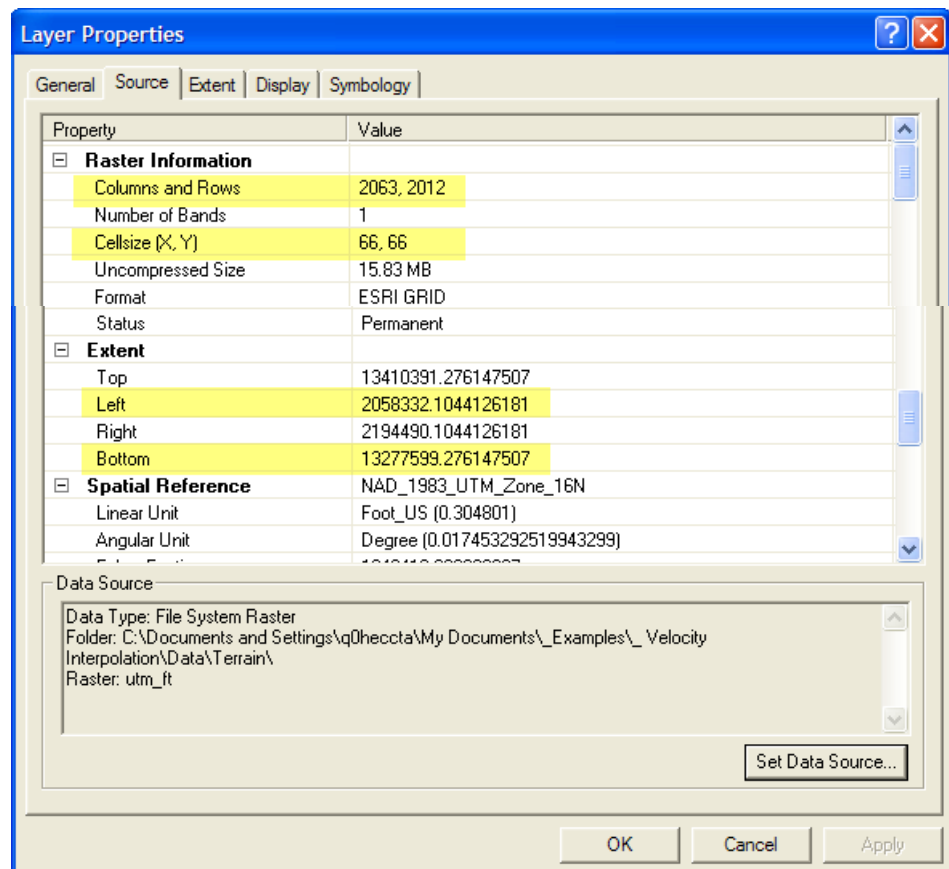 Layer Properties
General Source Extent Display Symbology
Property Value
Raster Information
Columns and Rows 2063, 2012
Number of Bands 1
Cellsize (X, Y) 66, 66
Uncompressed Size 15.83 MB
Format ESRI GRID
Status Permanent
Extent
Top 13410391.276147507
Left 2058332.1044126181
Right 2194490.1044126181
Bottom 13277599.276147507
Spatial Reference NAD_1983_UTM_Zone_16N
Linear Unit Foot_US (0.304801)
Angular Unit Degree (0.017453292519943299)
Data Source
Data Type: File System Raster
Folder: C:\Documents and Settings\q0heccta\My Documents\_Examples\_ Velocity
Interpolation\Data\Terrain\
Raster: utm_ft
Set Data Source...
OK Cancel Apply